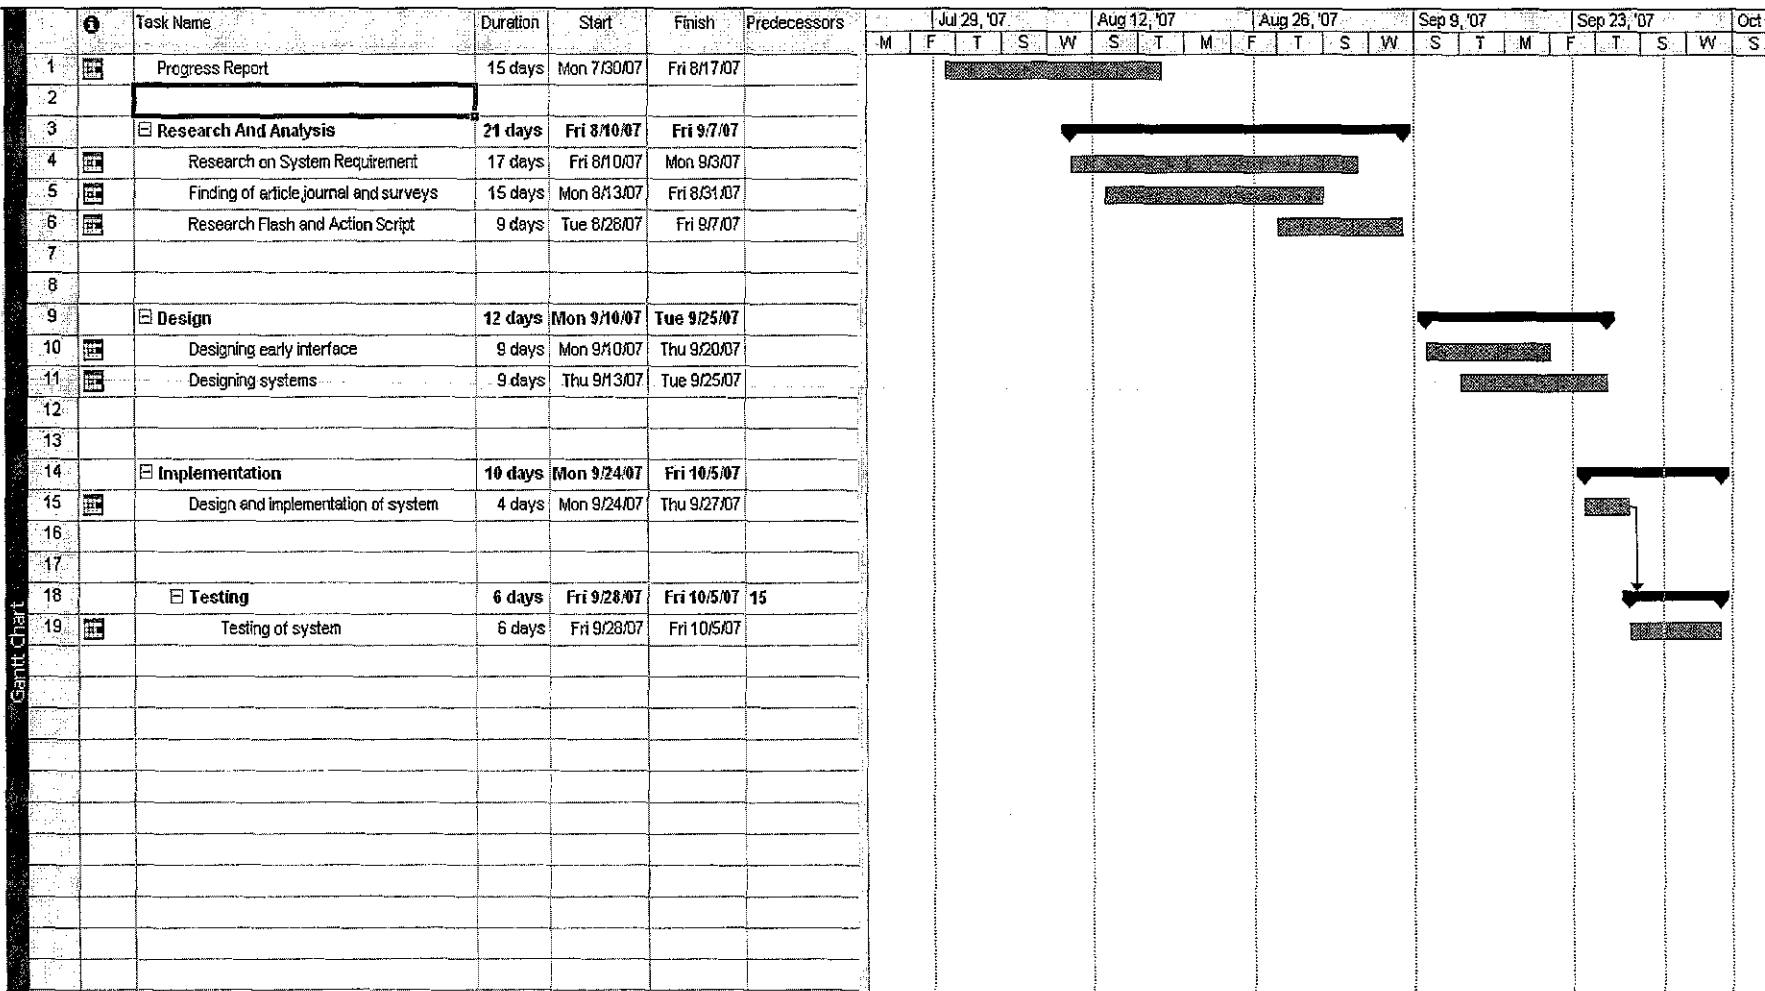 Task Name Duration Start Finish Predecessors Jul 29, '07 Aug 12, '07 Aug 26, '07 Sep 9, '07 Sep 23, '07 Oct
M F T S W S T M F T S W S T M F T S W S
1 Progress Report 15 days Mon 7/30/07 Fri 8/17/07
2
3 Research And Analysis 21 days Fri 8/10/07 Fri 9/7/07
4 Research on System Requirement 17 days Fri 8/10/07 Mon 9/3/07
5 Finding of article,journal and surveys 15 days Mon 8/13/07 Fri 8/31/07
6 Research Flash and Action Script 9 days Tue 8/28/07 Fri 9/7/07
7
8
9 Design 12 days Mon 9/10/07 Tue 9/25/07
10 Designing early interface 9 days Mon 9/10/07 Thu 9/20/07
11 Designing systems 9 days Thu 9/13/07 Tue 9/25/07
12
13
14 Implementation 10 days Mon 9/24/07 Fri 10/5/07
15 Design and implementation of system 4 days Mon 9/24/07 Thu 9/27/07
16
17
18 Testing 6 days Fri 9/28/07 Fri 10/5/07 15
19 Testing of system 6 days Fri 9/28/07 Fri 10/5/07
Gantt Chart